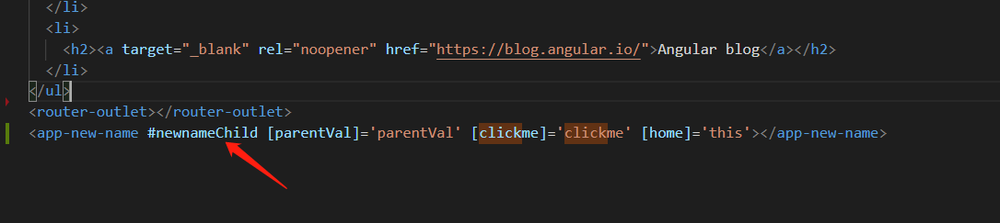 </li>
<li>
<h2><a target="_blank" rel="noopener" href="https://blog.angular.io/">Angular blog</a></h2>
</li>
</ul>
<router-outlet></router-outlet>
<app-new-name #newnameChild [parentVal]='parentVal' [clickme]='clickme' [home]='this'></app-new-name>